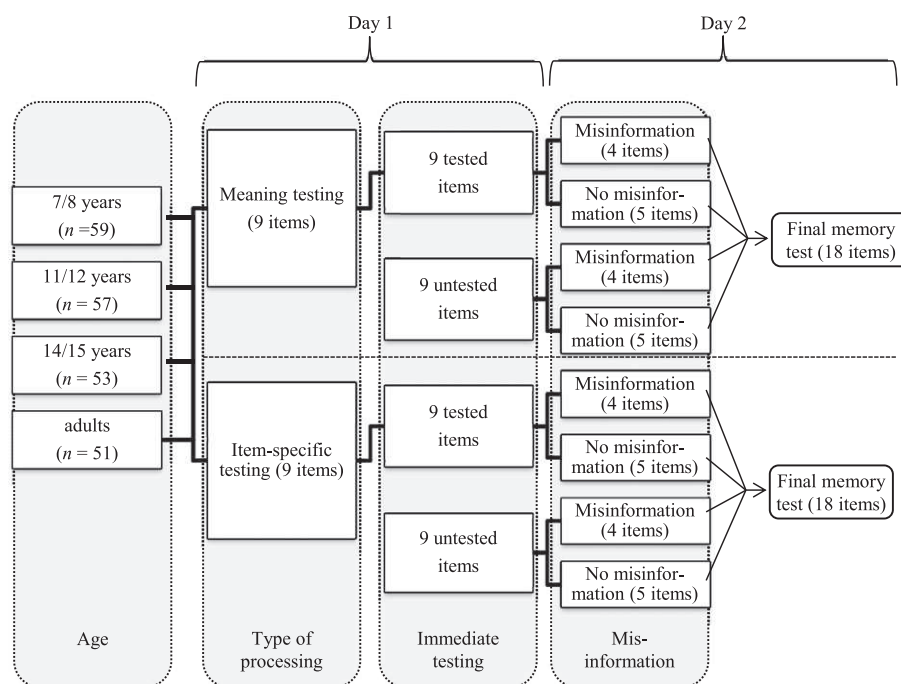 Day 1
Day 2
7/8 years
(n =59)
11/12 years
(n = 57)
14/15 years
(n = 53)
adults
(n = 51)
Age
Meaning testing
(9 items)
Item-specific
testing (9 items)
Type of
processing
9 tested
items
9 untested
items
9 tested
items
9 untested
items
Immediate
testing
Misinformation
(4 items)
No misinfor-
mation (5 items)
Misinformation
(4 items)
No misinfor-
mation (5 items)
Misinformation
(4 items)
No misinfor-
mation (5 items)
Misinformation
(4 items)
No misinfor-
mation (5 items)
Mis-
information
Final memory
test (18 items)
Final memory
test (18 items)